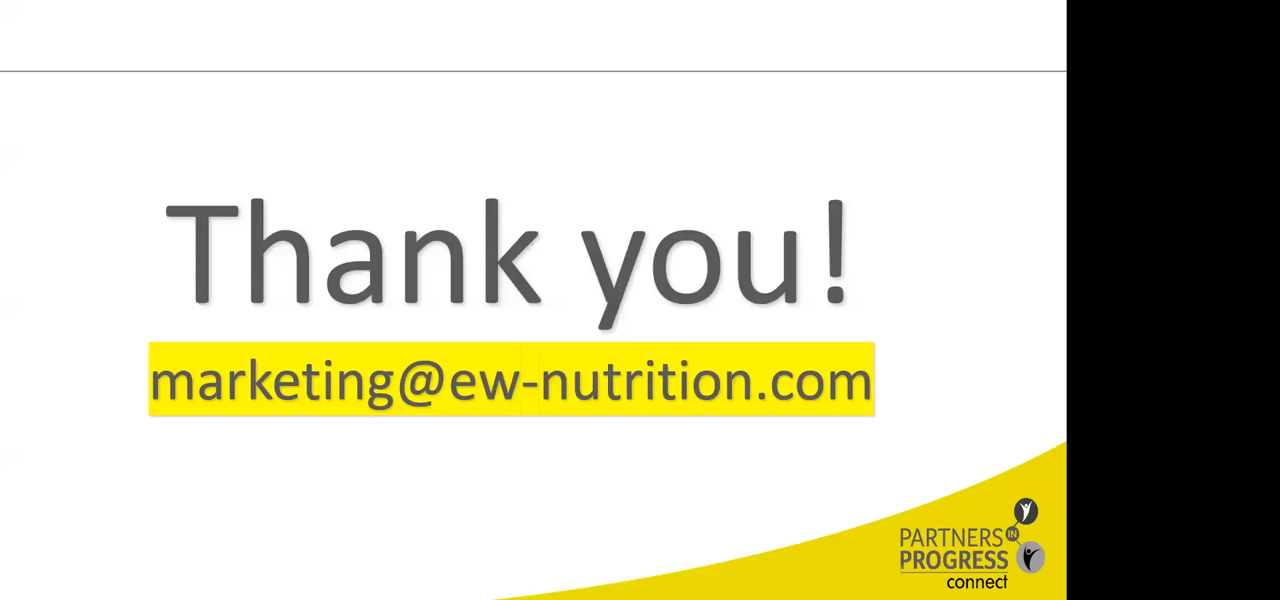 Thank you!
marketing@ew-nutrition.com
PARTNERS IN
PROGRESS
connect